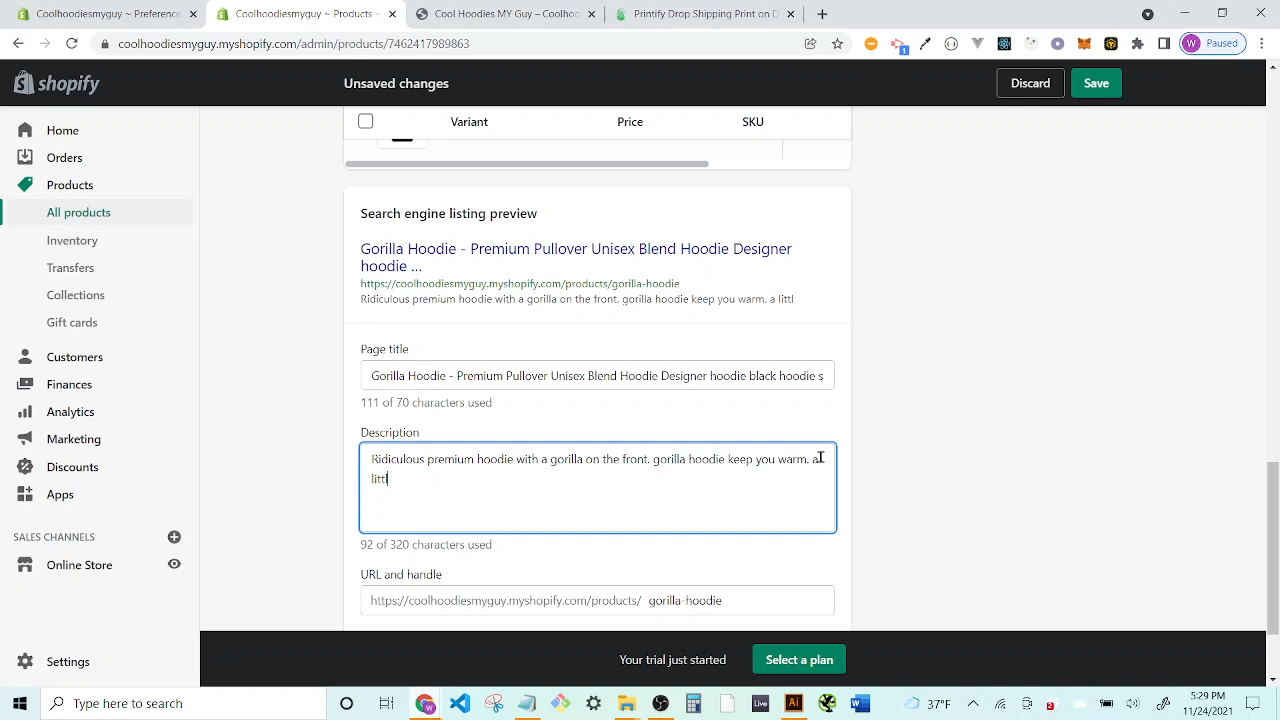 Coolhoodiesmyguy ~ Preference
Coolhoodiesmyguy ~ Products ~
Cool Hoodies MY Guy – Coolhoo
Printify Drop Shipping Print on D
coolhoodiesmyguy.myshopify.com/admin/products/7462417989863
1
W Paused
shopify
Unsaved changes
Discard
Save
Home
Orders
Products
All products
Inventory
Transfers
Collections
Gift cards
Customers
Finances
Analytics
Marketing
Discounts
Apps
SALES CHANNELS
Online Store
Settings
Variant
Price
SKU
Search engine listing preview
Gorilla Hoodie - Premium Pullover Unisex Blend Hoodie Designer
hoodie ...
https://coolhoodiesmyguy.myshopify.com/products/gorilla-hoodie
Ridiculous premium hoodie with a gorilla on the front. gorilla hoodie keep you warm. a littl
Page title
Gorilla Hoodie - Premium Pullover Unisex Blend Hoodie Designer hoodie black hoodie s
111 of 70 characters used
Description
Ridiculous premium hoodie with a gorilla on the front. gorilla hoodie keep you warm. a
littl
92 of 320 characters used
URL and handle
https://coolhoodiesmyguy.myshopify.com/products/ gorilla-hoodie
Your trial just started
Select a plan
Type here to search
Live
Ai
37°F
2
5:29 PM
11/24/2021